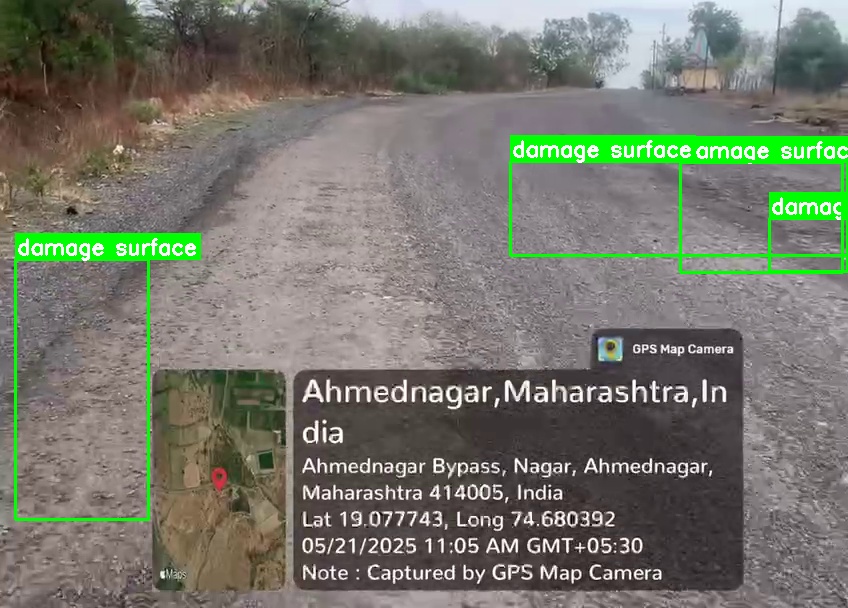 damage surface
amage surfac
damag
damage surface
GPS Map Camera
Ahmednagar,Maharashtra,In
dia
Ahmednagar Bypass, Nagar, Ahmednagar,
Maharashtra 414005, India
Lat 19.077743, Long 74.680392
05/21/2025 11:05 AM GMT+05:30
Note : Captured by GPS Map Camera
Maps